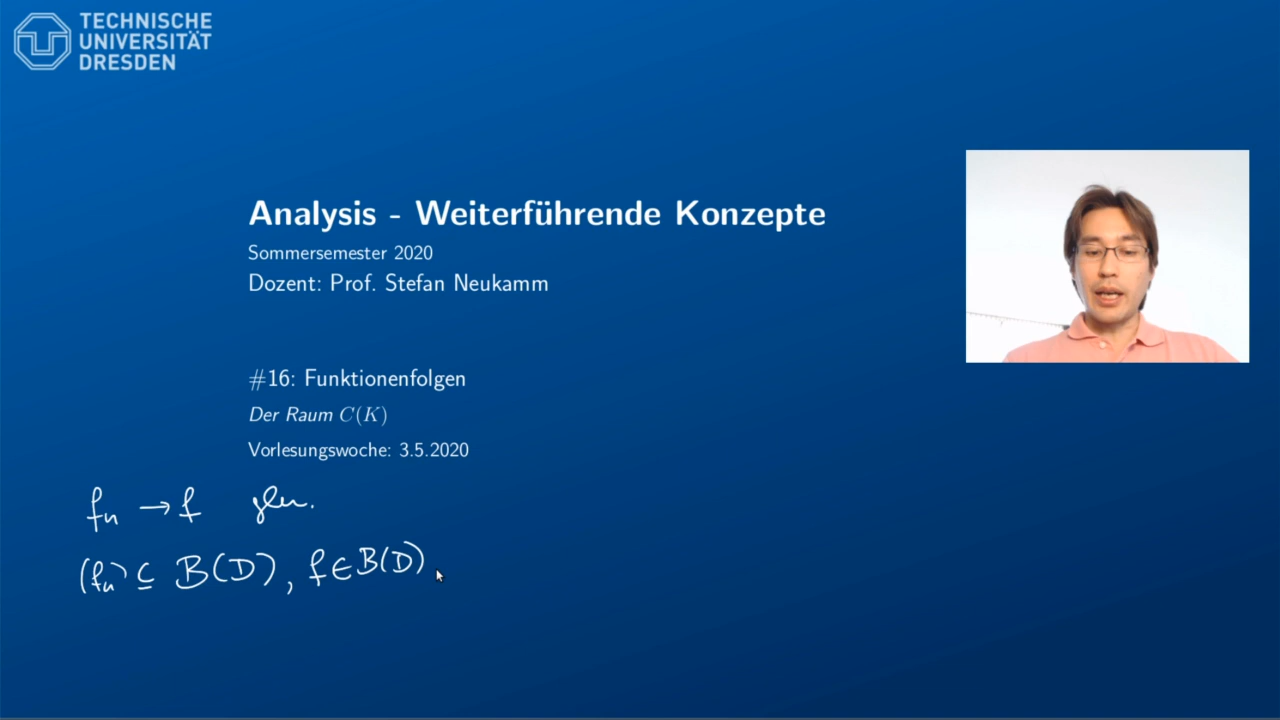 TECHNISCHE
UNIVERSITÄT
DRESDEN
Analysis - Weiterführende Konzepte
Sommersemester 2020
Dozent: Prof. Stefan Neukamm
#16: Funktionenfolgen
Der Raum C(K)
Vorlesungswoche: 3.5.2020
fₙ → f glm.
(fₙ) ⊆ B(D), f ∈ B(D)